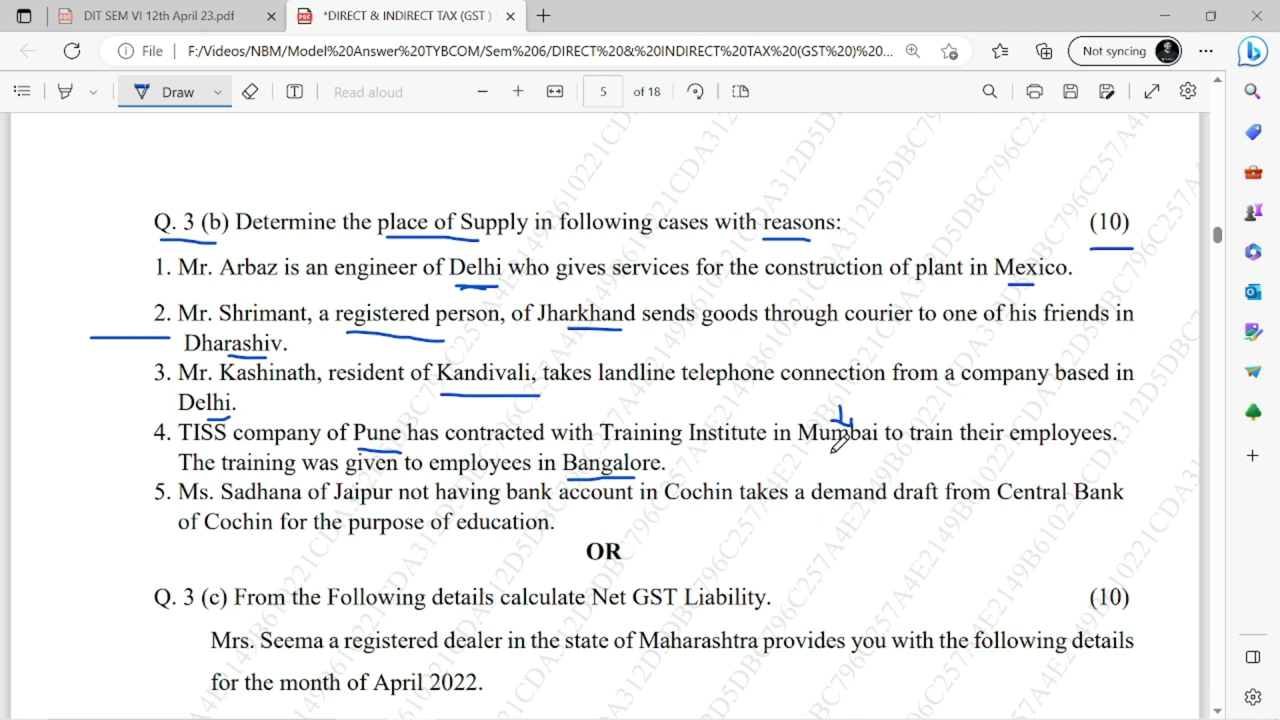 DIT SEM VI 12th April 23.pdf
*DIRECT & INDIRECT TAX (GST )
File
F:/Videos/NBM/Model%20Answer%20TYBCOM/Sem%206/DIRECT%20&%20INDIRECT%20TAX%20(GST%20)%20...
Not syncing
Draw
Read aloud
5 of 18
Q. 3 (b) Determine the place of Supply in following cases with reasons: (10)
1. Mr. Arbaz is an engineer of Delhi who gives services for the construction of plant in Mexico.
2. Mr. Shrimant, a registered person, of Jharkhand sends goods through courier to one of his friends in
Dharashiv.
3. Mr. Kashinath, resident of Kandivali, takes landline telephone connection from a company based in
Delhi.
4. TISS company of Pune has contracted with Training Institute in Mumbai to train their employees.
The training was given to employees in Bangalore.
5. Ms. Sadhana of Jaipur not having bank account in Cochin takes a demand draft from Central Bank
of Cochin for the purpose of education.
OR
Q. 3 (c) From the Following details calculate Net GST Liability. (10)
Mrs. Seema a registered dealer in the state of Maharashtra provides you with the following details
for the month of April 2022.